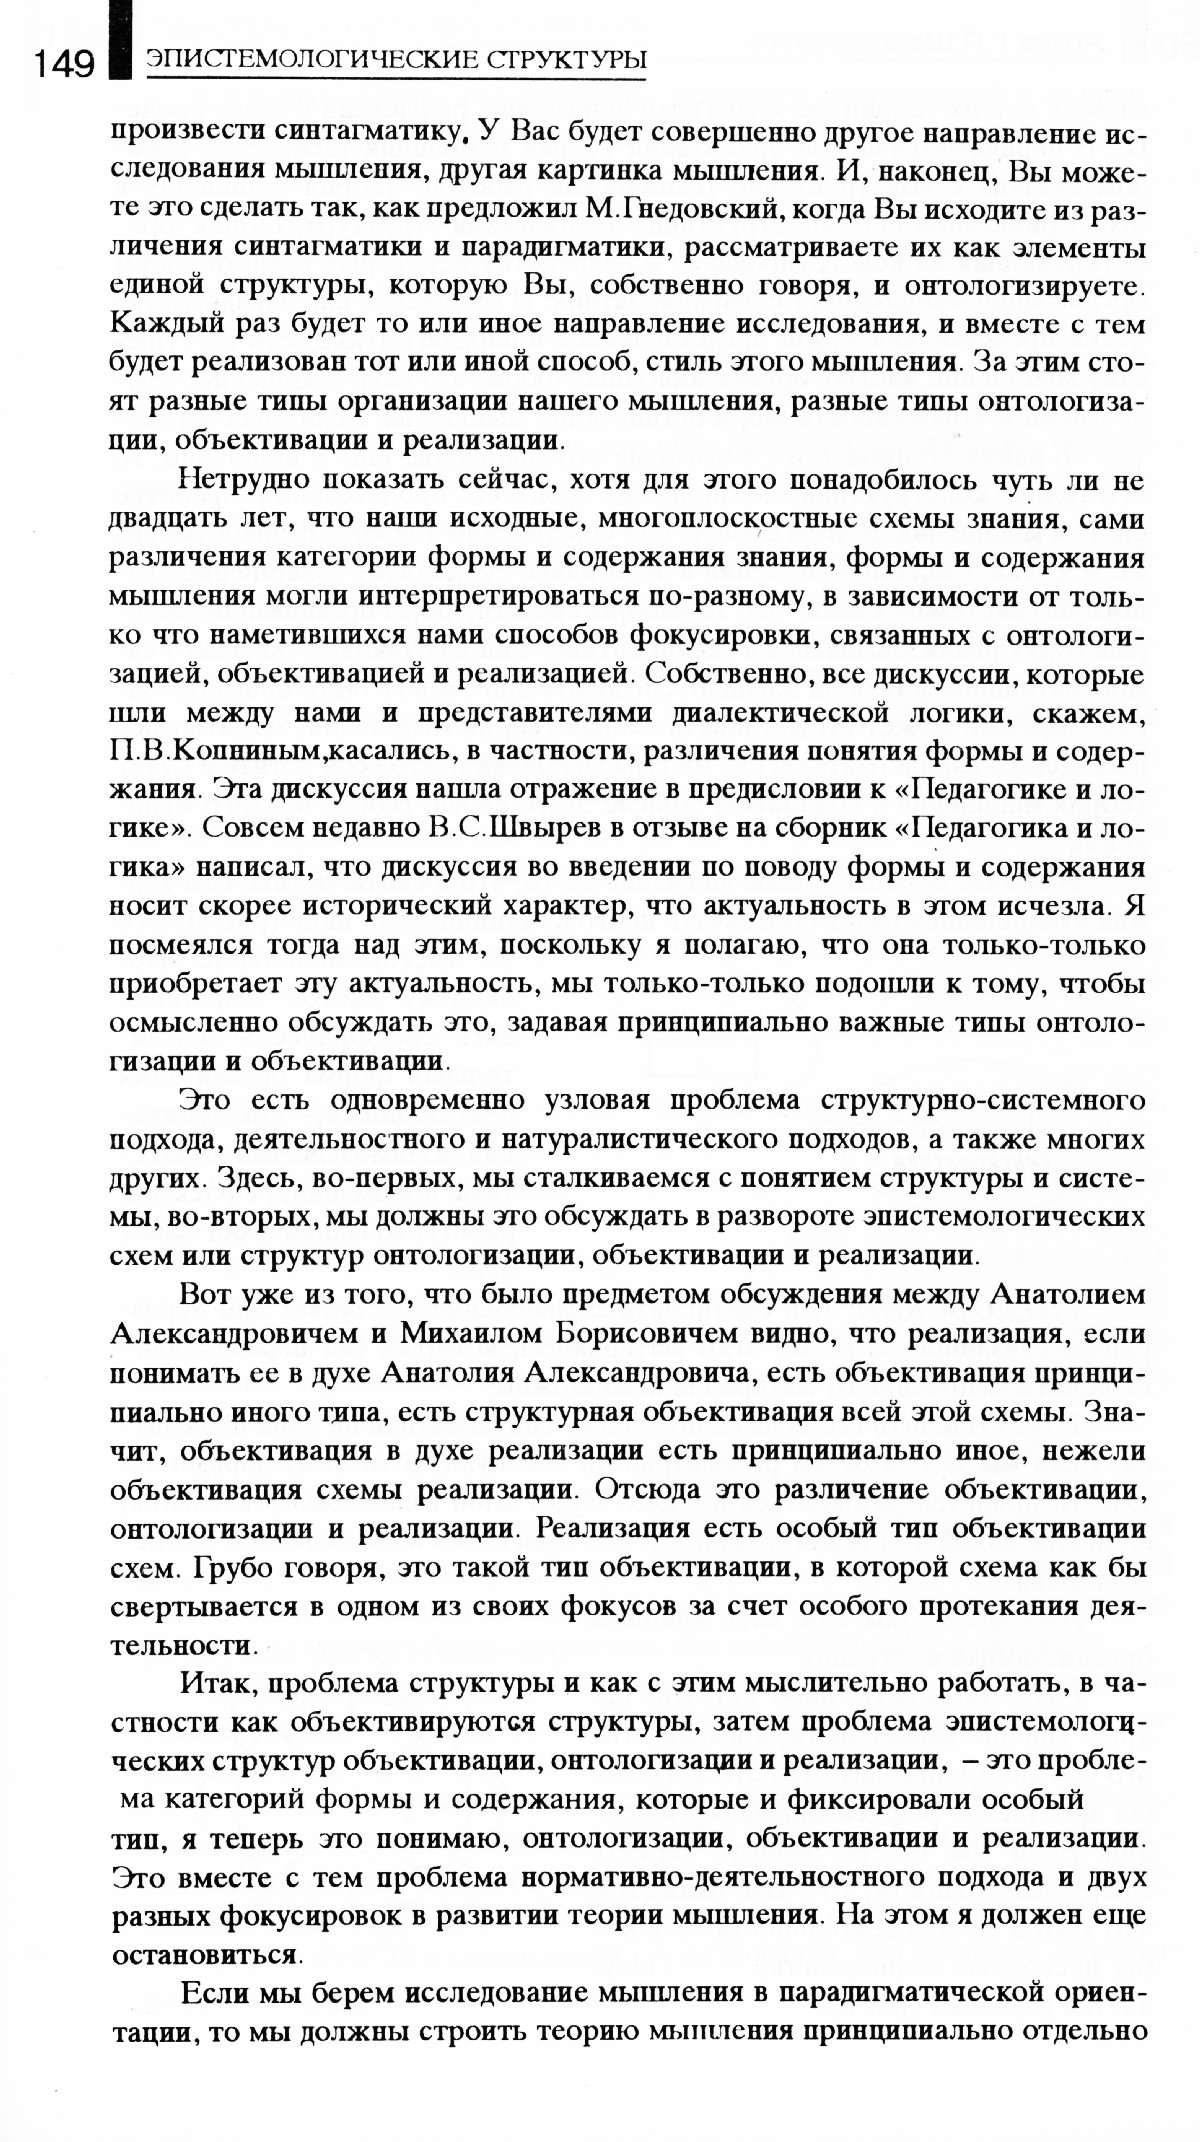 149 ЭПИСТЕМОЛОГИЧЕСКИЕ СТРУКТУРЫ
произвести синтагматику. У Вас будет совершенно другое направление ис-
следования мышления, другая картинка мышления. И, наконец, Вы може-
те это сделать так, как предложил М.Гнедовский, когда Вы исходите из раз-
личения синтагматики и парадигматики, рассматриваете их как элементы
единой структуры, которую Вы, собственно говоря, и онтологизируете.
Каждый раз будет то или иное направление исследования, и вместе с тем
будет реализован тот или иной способ, стиль этого мышления. За этим сто-
ят разные типы организации нашего мышления, разные типы онтологиза-
ции, объективации и реализации.
Нетрудно показать сейчас, хотя для этого понадобилось чуть ли не
двадцать лет, что наши исходные, многоплоскостные схемы знания, сами
различения категории формы и содержания знания, формы и содержания
мышления могли интерпретироваться по-разному, в зависимости от толь-
ко что наметившихся нами способов фокусировки, связанных с онтологи-
зацией, объективацией и реализацией. Собственно, все дискуссии, которые
шли между нами и представителями диалектической логики, скажем,
П.В.Копниным,касались, в частности, различения понятия формы и содер-
жания. Эта дискуссия нашла отражение в предисловии к «Педагогике и ло-
гике». Совсем недавно В.С.Швырев в отзыве на сборник «Педагогика и ло-
гика» написал, что дискуссия во введении по поводу формы и содержания
носит скорее исторический характер, что актуальность в этом исчезла. Я
посмеялся тогда над этим, поскольку я полагаю, что она только-только
приобретает эту актуальность, мы только-только подошли к тому, чтобы
осмысленно обсуждать это, задавая принципиально важные типы онтоло-
гизации и объективации.
Это есть одновременно узловая проблема структурно-системного
подхода, деятельностного и натуралистического подходов, а также многих
других. Здесь, во-первых, мы сталкиваемся с понятием структуры и систе-
мы, во-вторых, мы должны это обсуждать в развороте эпистемологических
схем или структур онтологизации, объективации и реализации.
Вот уже из того, что было предметом обсуждения между Анатолием
Александровичем и Михаилом Борисовичем видно, что реализация, если
понимать ее в духе Анатолия Александровича, есть объективация принци-
пиально иного типа, есть структурная объективация всей этой схемы. Зна-
чит, объективация в духе реализации есть принципиально иное, нежели
объективация схемы реализации. Отсюда это различение объективации,
онтологизации и реализации. Реализация есть особый тип объективации
схем. Грубо говоря, это такой тип объективации, в которой схема как бы
свертывается в одном из своих фокусов за счет особого протекания дея-
тельности.
Итак, проблема структуры и как с этим мыслительно работать, в ча-
стности как объективируются структуры, затем проблема эпистемологи-
ческих структур объективации, онтологизации и реализации, – это пробле-
ма категорий формы и содержания, которые и фиксировали особый
тип, я теперь это понимаю, онтологизации, объективации и реализации.
Это вместе с тем проблема нормативно-деятельностного подхода и двух
разных фокусировок в развитии теории мышления. На этом я должен еще
остановиться.
Если мы берем исследование мышления в парадигматической ориен-
тации, то мы должны строить теорию мышления принципиально отдельно